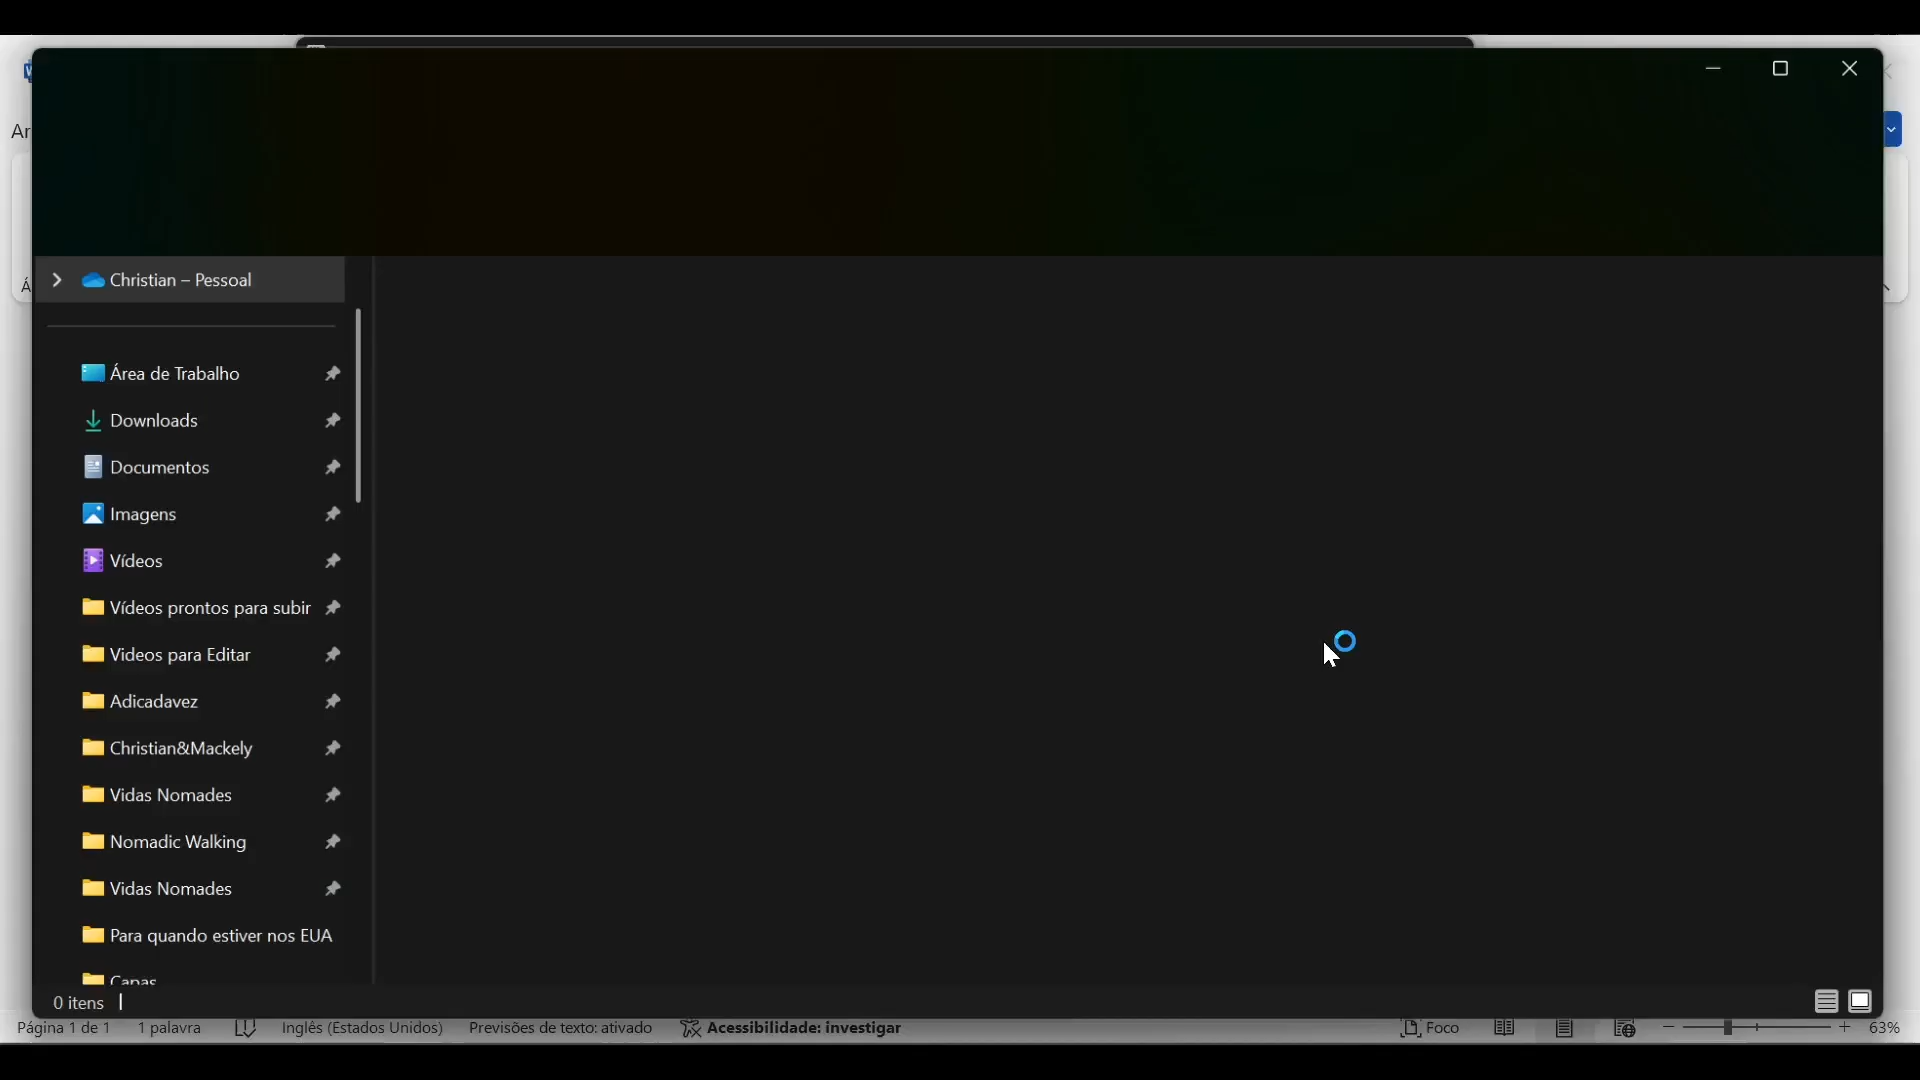 Ar
Christian – Pessoal
Área de Trabalho
Downloads
Documentos
Imagens
Vídeos
Vídeos prontos para subir
Videos para Editar
Adicadavez
Christian&Mackely
Vidas Nomades
Nomadic Walking
Vidas Nomades
Para quando estiver nos EUA
Capas
0 itens
Página 1 de 1 1 palavra Inglês (Estados Unidos) Previsões de texto: ativado Acessibilidade: investigar Foco 63%